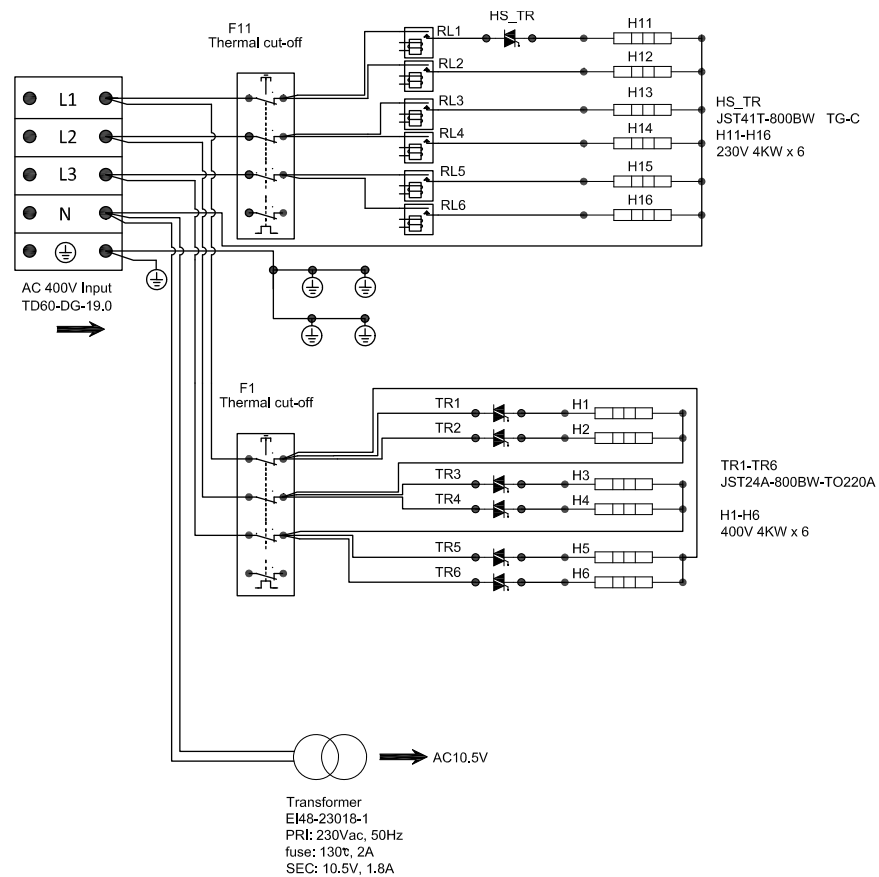 F11
Thermal cut-off
HS_TR
RL1
H11
RL2
H12
RL3
H13
RL4
H14
RL5
H15
RL6
H16
HS_TR
JST41T-800BW TG-C
H11-H16
230V 4KW x 6
L1
L2
L3
N
AC 400V Input
TD60-DG-19.0
F1
Thermal cut-off
TR1
H1
TR2
H2
TR3
H3
TR4
H4
TR5
H5
TR6
H6
TR1-TR6
JST24A-800BW-TO220A
H1-H6
400V 4KW x 6
AC10.5V
Transformer
EI48-23018-1
PRI: 230Vac, 50Hz
fuse: 130τ, 2A
SEC: 10.5V, 1.8A